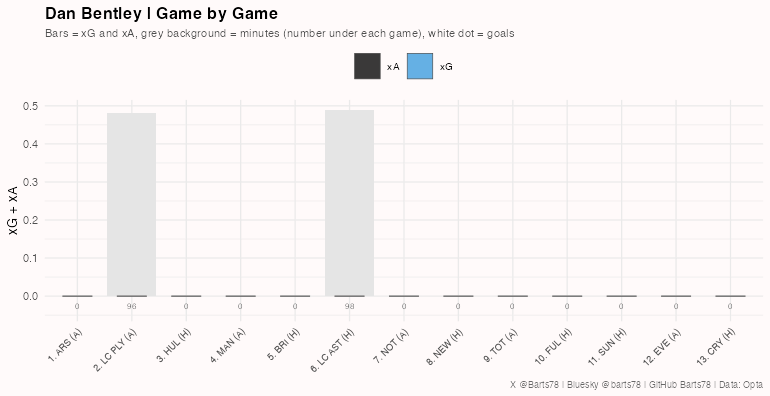 Dan Bentley | Game by Game
Bars = xG and xA, grey background = minutes (number under each game), white dot = goals
xA
xG
xG + xA
0.5
0.4
0.3
0.2
0.1
0.0
0 96 0 0 0 98 0 0 0 0 0 0 0
1. ARS (A)
2. LC PLY (A)
3. HUL (H)
4. MAN (A)
5. BRI (H)
6. LC AST (H)
7. NOT (A)
8. NEW (H)
9. TOT (A)
10. FUL (H)
11. SUN (H)
12. EVE (A)
13. CRY (H)
X @Barts78 | Bluesky @barts78 | GitHub Barts78 | Data: Opta